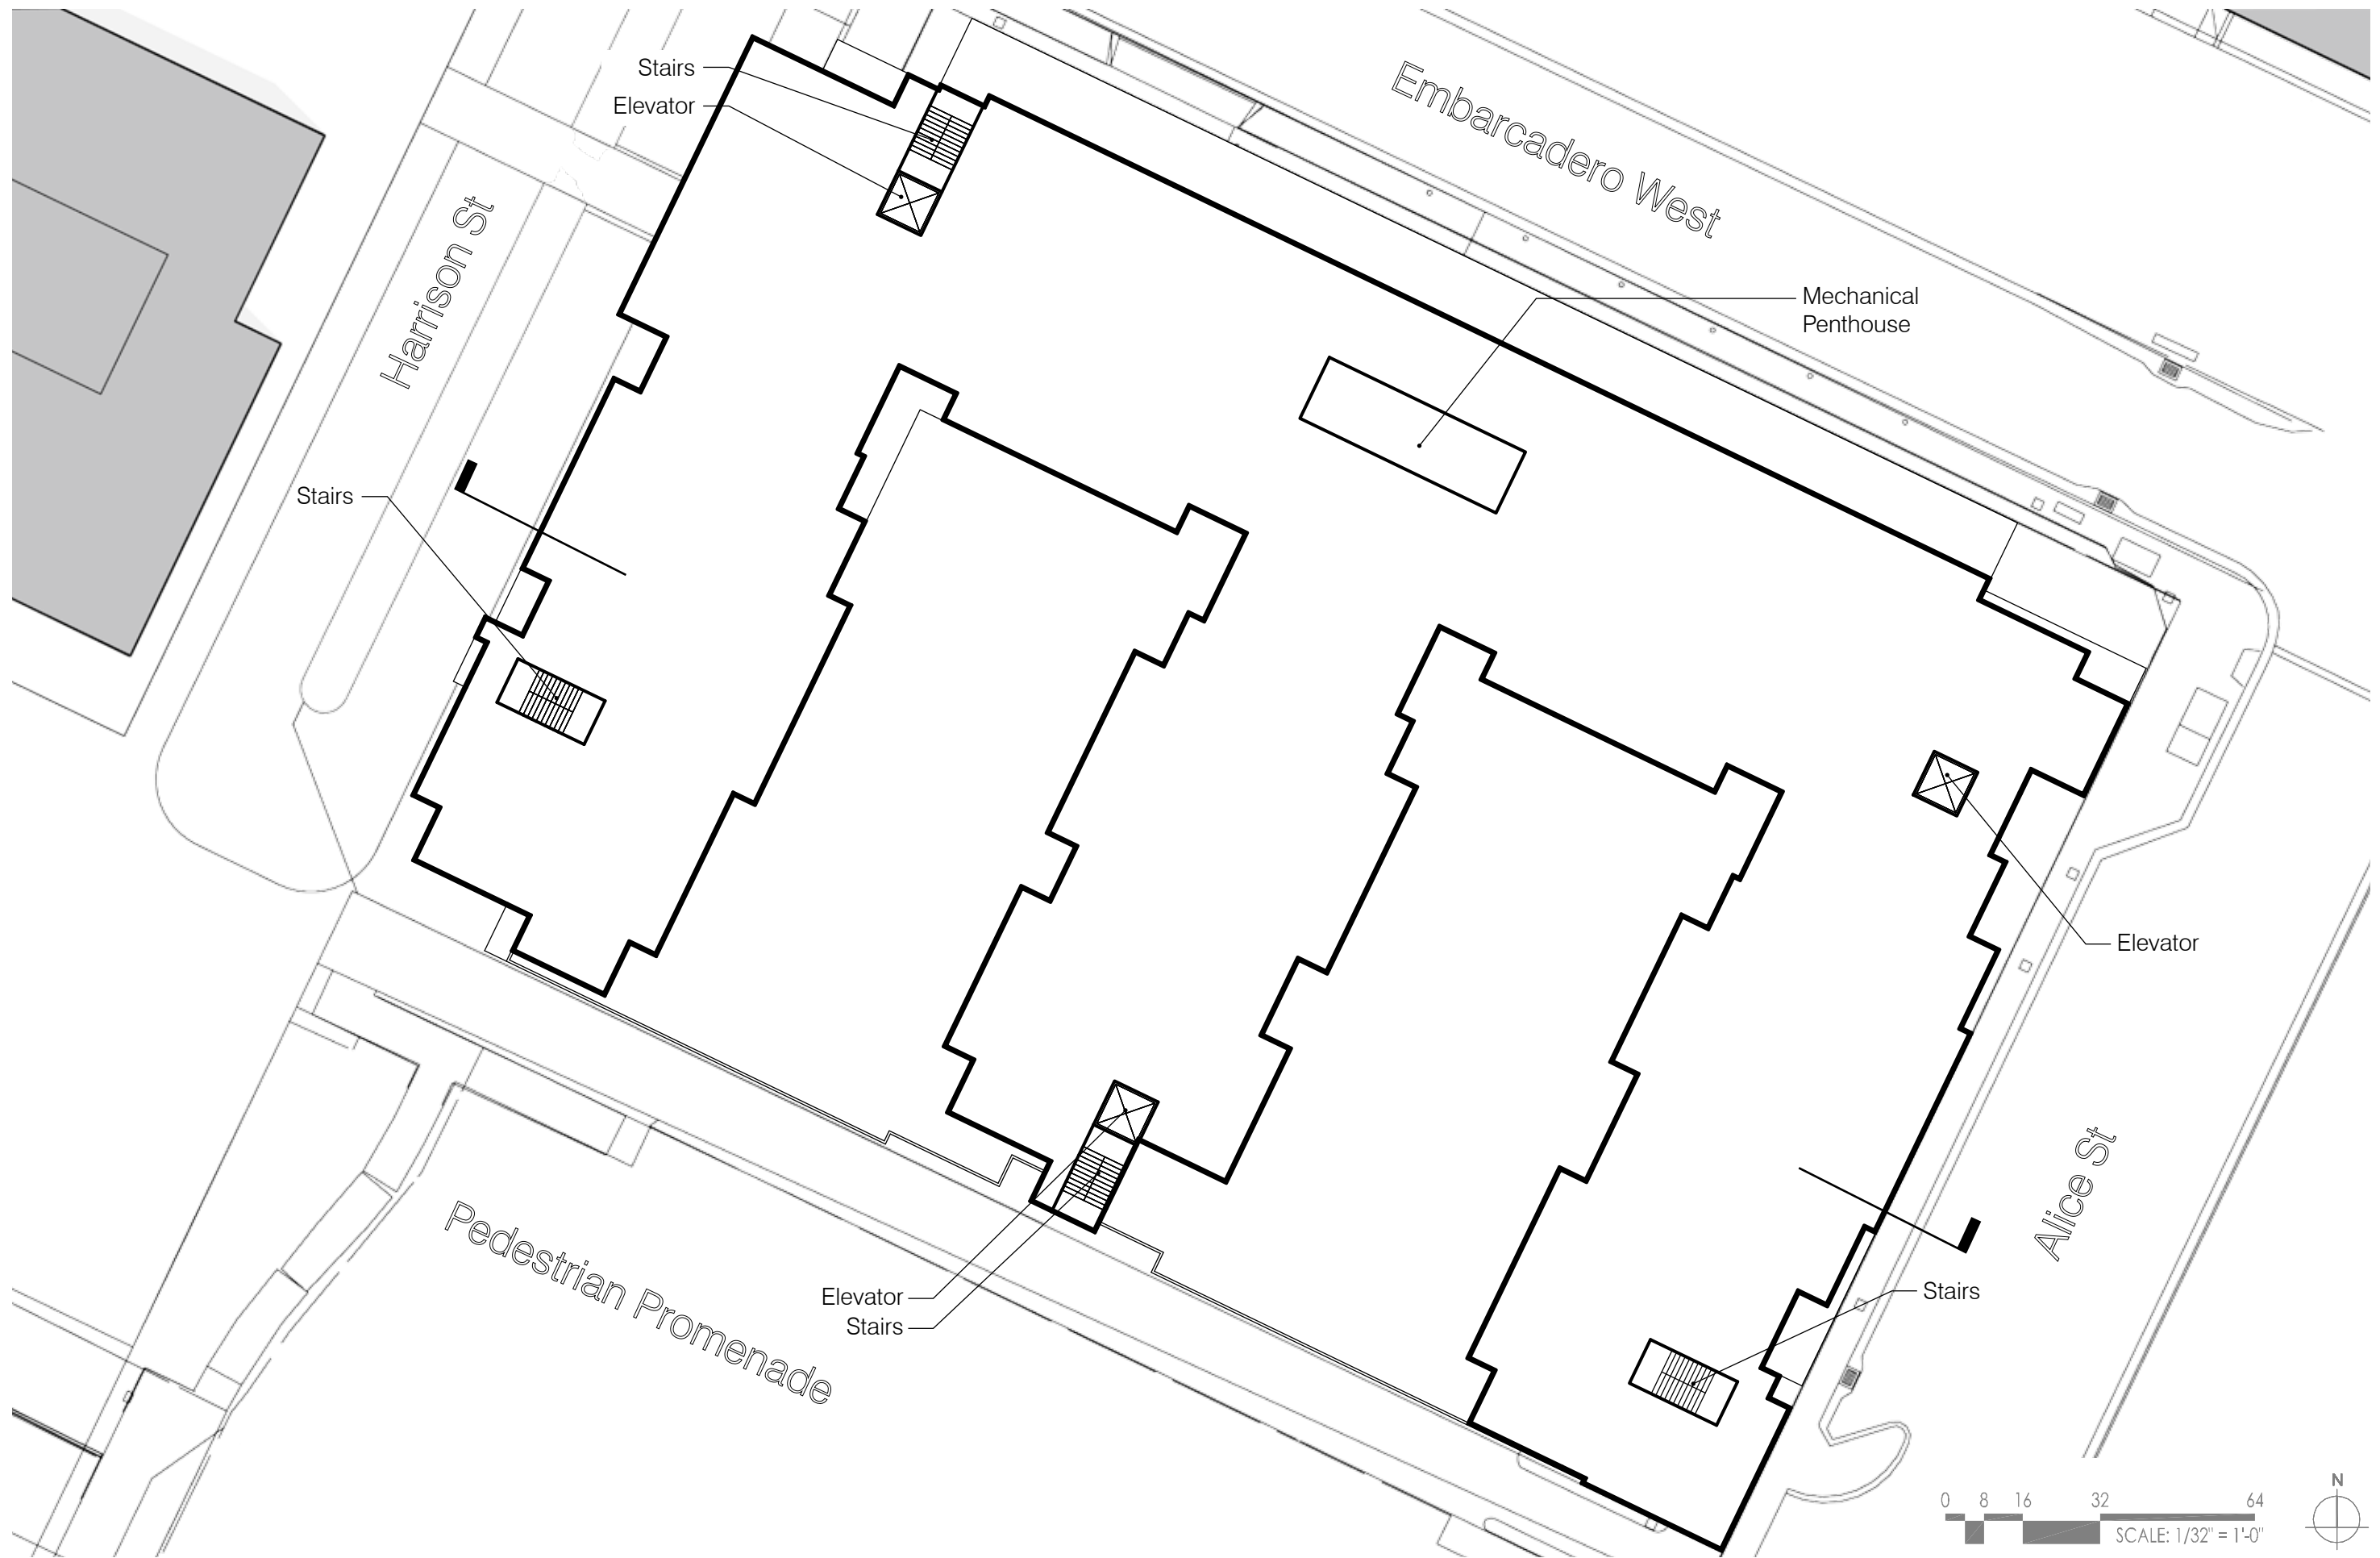 Embarcadero West
Stairs
Elevator
Harrison St
Mechanical
Penthouse
Stairs
Elevator
Alice St
Pedestrian Promenade
Elevator
Stairs
Stairs
N
0 8 16 32 64
SCALE: 1/32" = 1'-0"